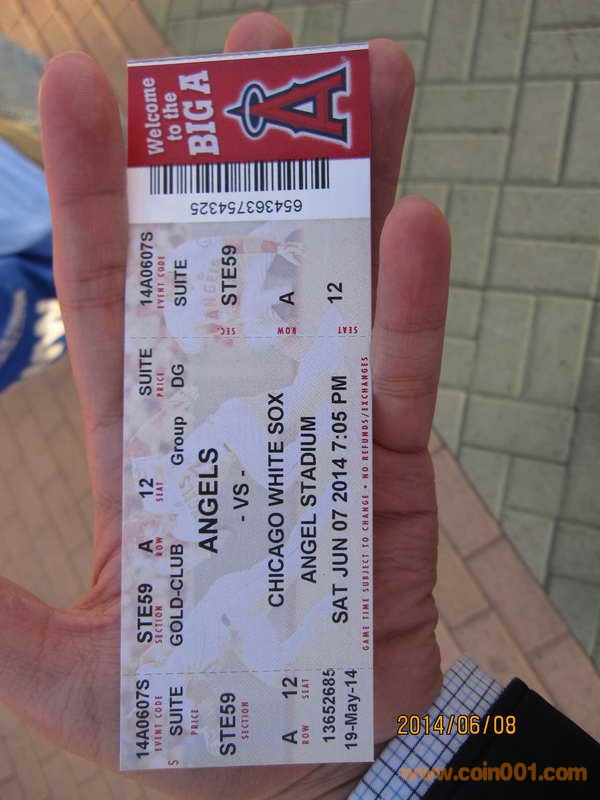 Welcome
to the
BIG A
A
654363754325
14A0607S SUITE STE59 A 12
EVENT CODE SEC. ROW SEAT
STE59 A 12 SUITE
SECTION ROW SEAT PRICE
GOLD-CLUB Group DG
ANGELS
- VS -
CHICAGO WHITE SOX
ANGEL STADIUM
SAT JUN 07 2014 7:05 PM
GAME TIME SUBJECT TO CHANGE • NO REFUNDS/EXCHANGES
14A0607S
EVENT CODE
SUITE
$ PRICE
STE59
SECTION
A 12
ROW SEAT
13652685
19-May-14
2014/06/08
www.coin001.com